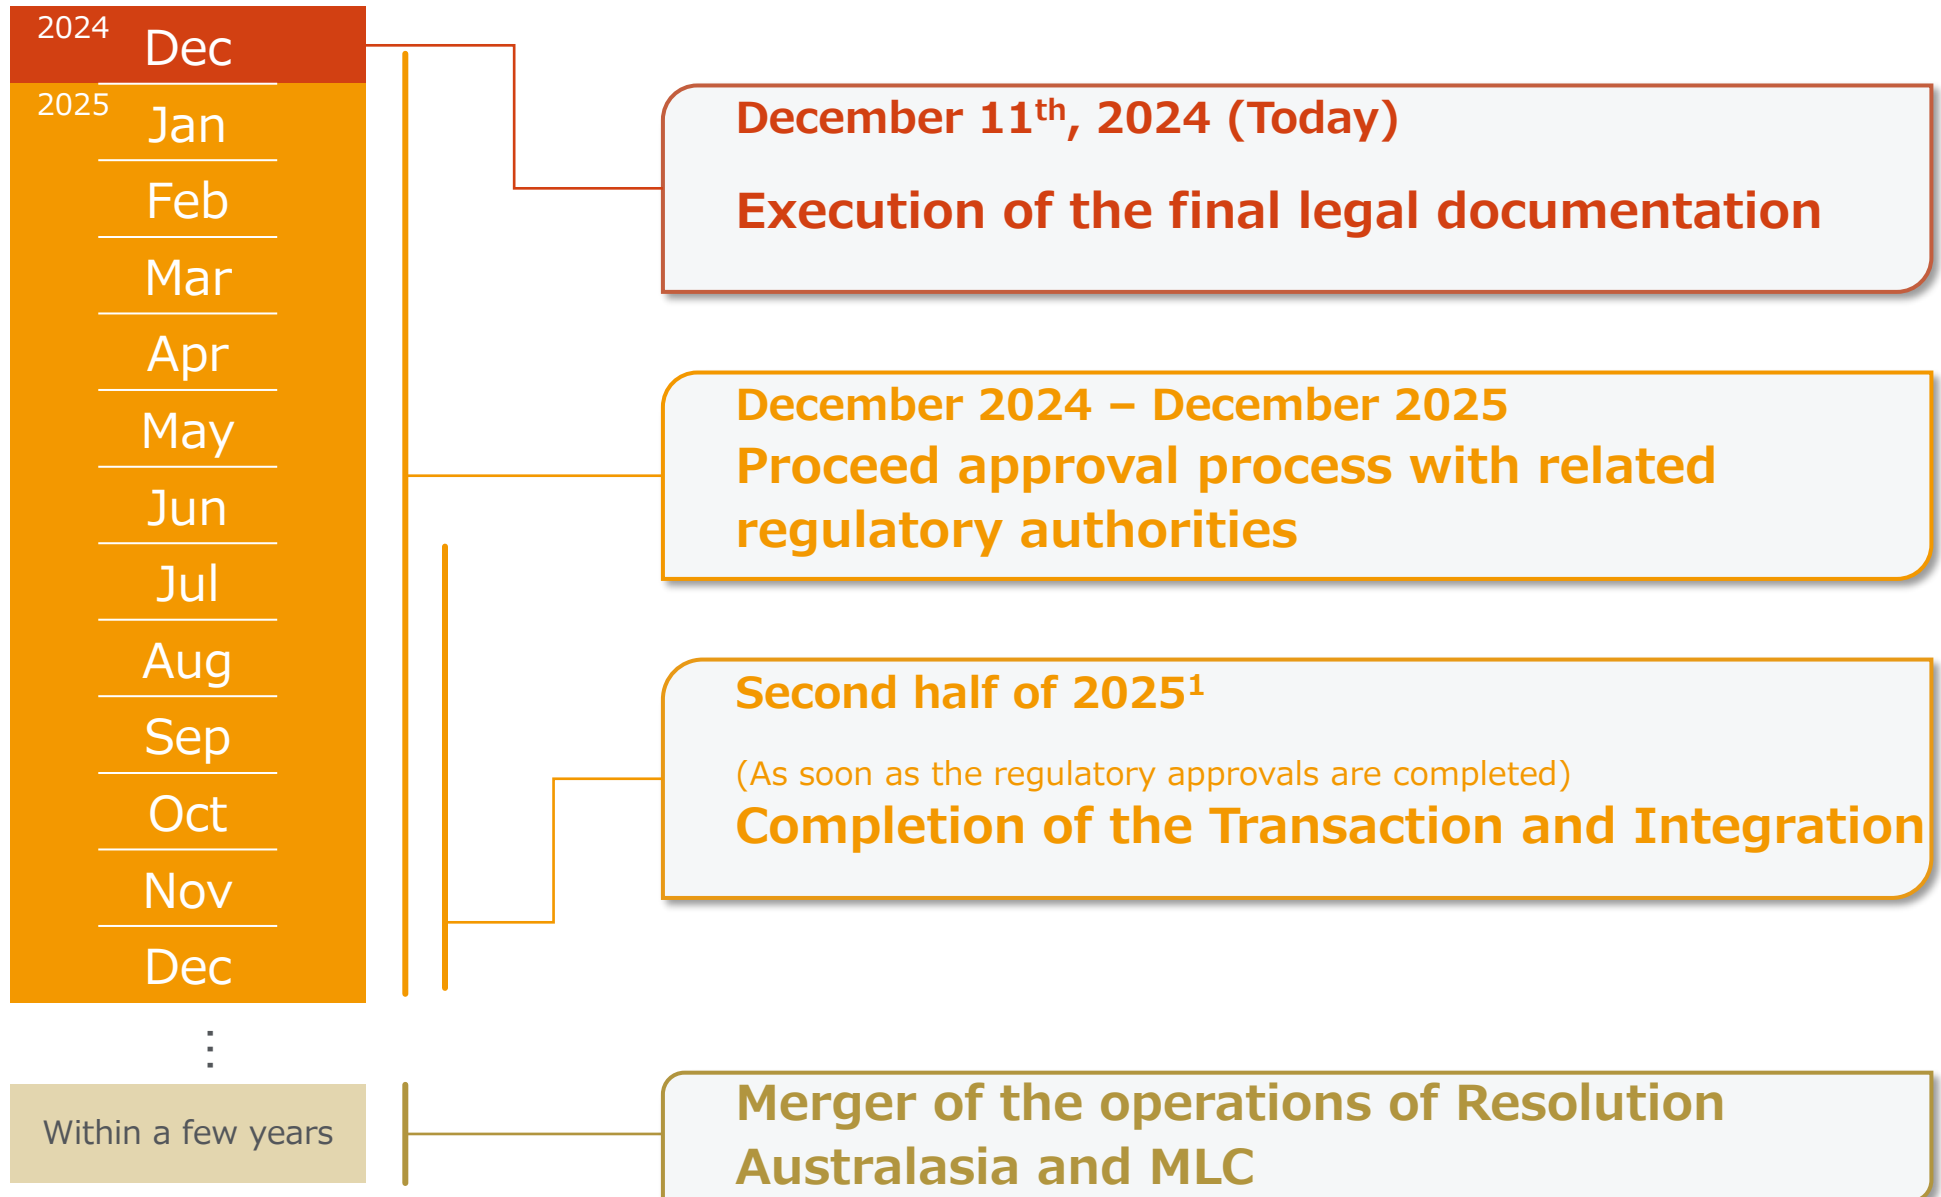 2024
Dec
2025
Jan
Feb
Mar
Apr
May
Jun
Jul
Aug
Sep
Oct
Nov
Dec
⋮
Within a few years
December 11th, 2024 (Today)
Execution of the final legal documentation
December 2024 – December 2025
Proceed approval process with related
regulatory authorities
Second half of 2025¹
(As soon as the regulatory approvals are completed)
Completion of the Transaction and Integration
Merger of the operations of Resolution
Australasia and MLC